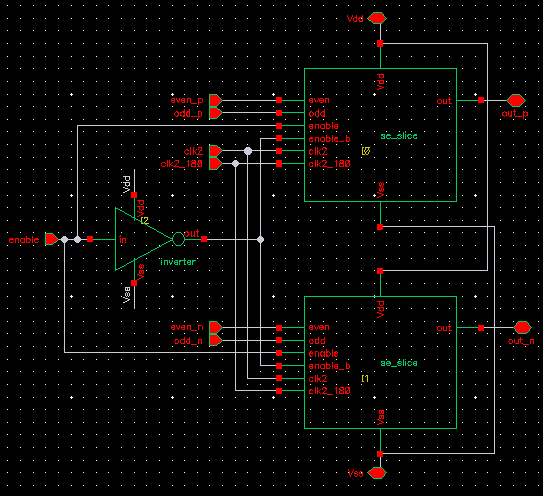 Vdd
Vdd
even_p
even
out
out_p
odd_p
odd
enable
enable_b
se_slice
clk2
clk2
I0
clk2_180
clk2_180
Vdd
Vdd
Vss
I2
enable
in
out
inverter
Vss
Vss
Vdd
even_n
even
out
out_n
odd_n
odd
enable
enable_b
se_slice
clk2
I1
clk2_180
Vss
Vss